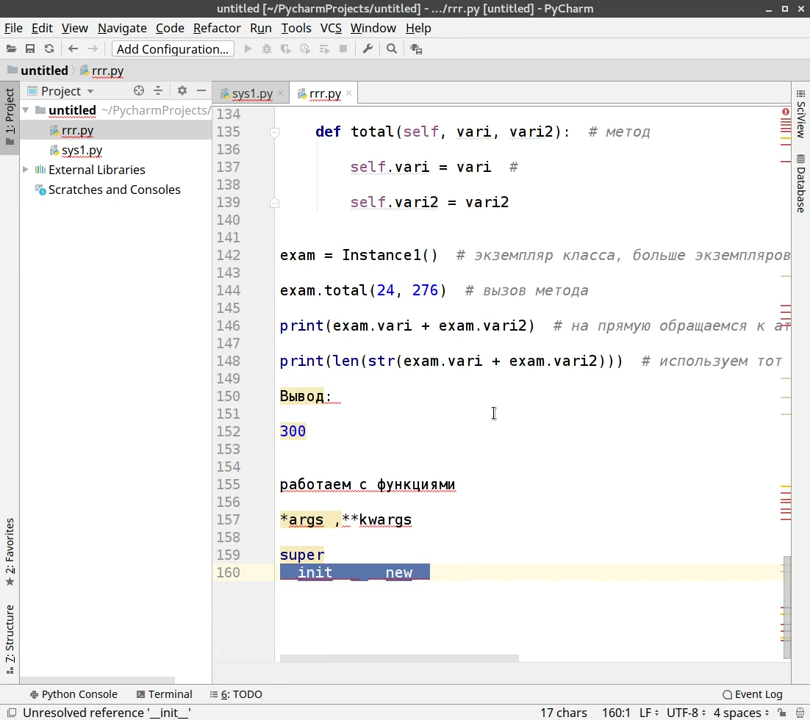 untitled [~/PycharmProjects/untitled] - .../rrr.py [untitled] - PyCharm
File Edit View Navigate Code Refactor Run Tools VCS Window Help
Add Configuration...
untitled rrr.py
1: Project
Project
untitled ~/PycharmProjects/
rrr.py
sys1.py
External Libraries
Scratches and Consoles
2: Favorites
Z: Structure
sys1.py rrr.py
134
135 def total(self, vari, vari2): # метод
136
137 self.vari = vari #
138
139 self.vari2 = vari2
140
141
142 exam = Instance1() # экземпляр класса, больше экземпляров
143
144 exam.total(24, 276) # вызов метода
145
146 print(exam.vari + exam.vari2) # на прямую обращаемся к ат
147
148 print(len(str(exam.vari + exam.vari2))) # используем тот
149
150 Вывод:
151
152 300
153
154
155 работаем с функциями
156
157 *args ,**kwargs
158
159 super
160 __init__ __new__
SciView
Database
Python Console Terminal 6: TODO Event Log
Unresolved reference '__init__' 17 chars 160:1 LF UTF-8 4 spaces